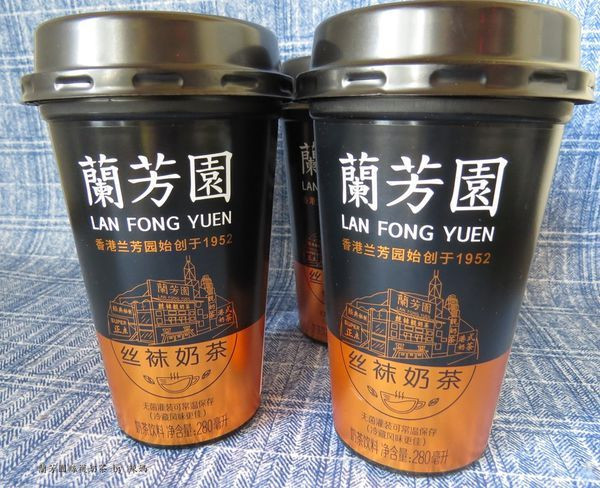 蘭芳園
LAN FONG YUEN
香港兰芳园始创于1952
蘭芳園
丝袜奶茶
无菌灌装可常温保存
(冷藏风味更佳)
奶茶饮料 净含量:280毫升
蘭芳園
LAN FONG YUEN
香港兰芳园始创于1952
蘭芳園
丝袜奶茶
无菌灌装可常温保存
(冷藏风味更佳)
奶茶饮料 净含量:280毫升